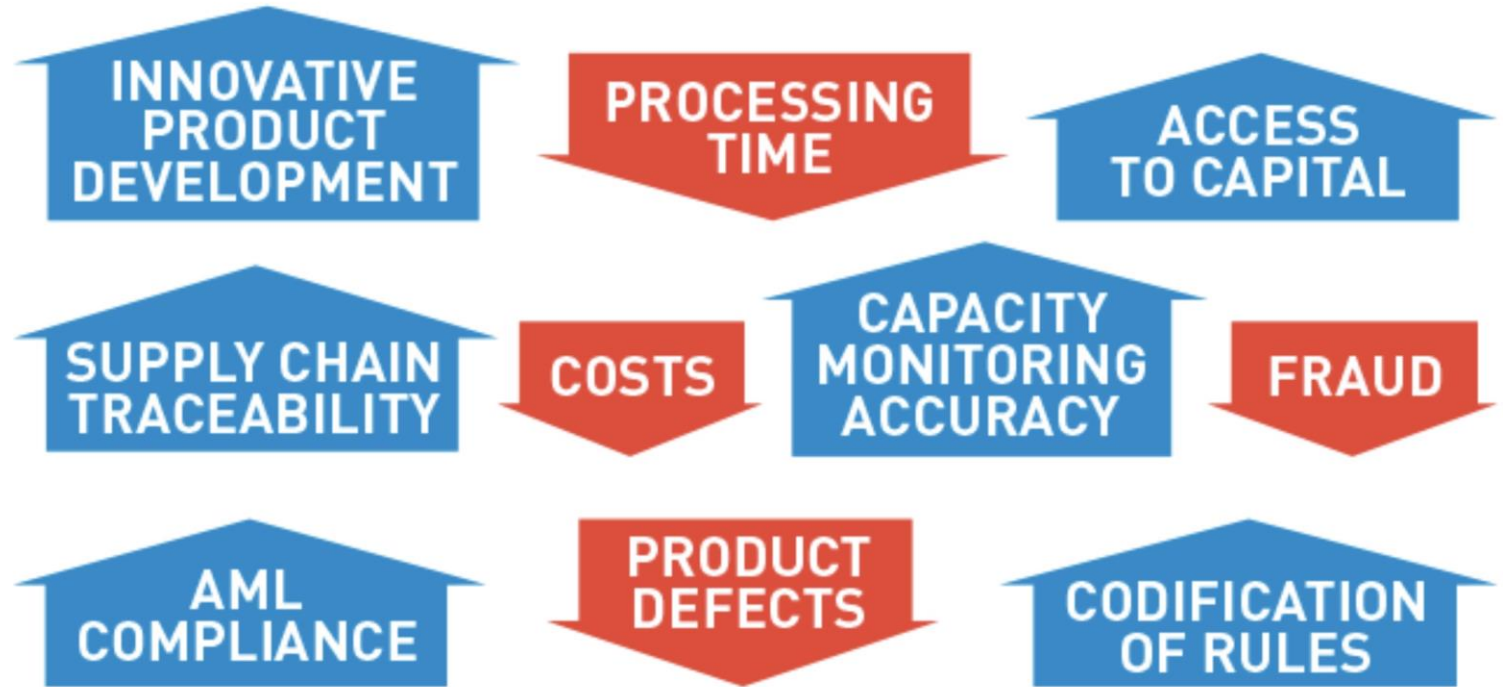 INNOVATIVE
PRODUCT
DEVELOPMENT
PROCESSING
TIME
ACCESS
TO CAPITAL
SUPPLY CHAIN
TRACEABILITY
COSTS
CAPACITY
MONITORING
ACCURACY
FRAUD
AML
COMPLIANCE
PRODUCT
DEFECTS
CODIFICATION
OF RULES